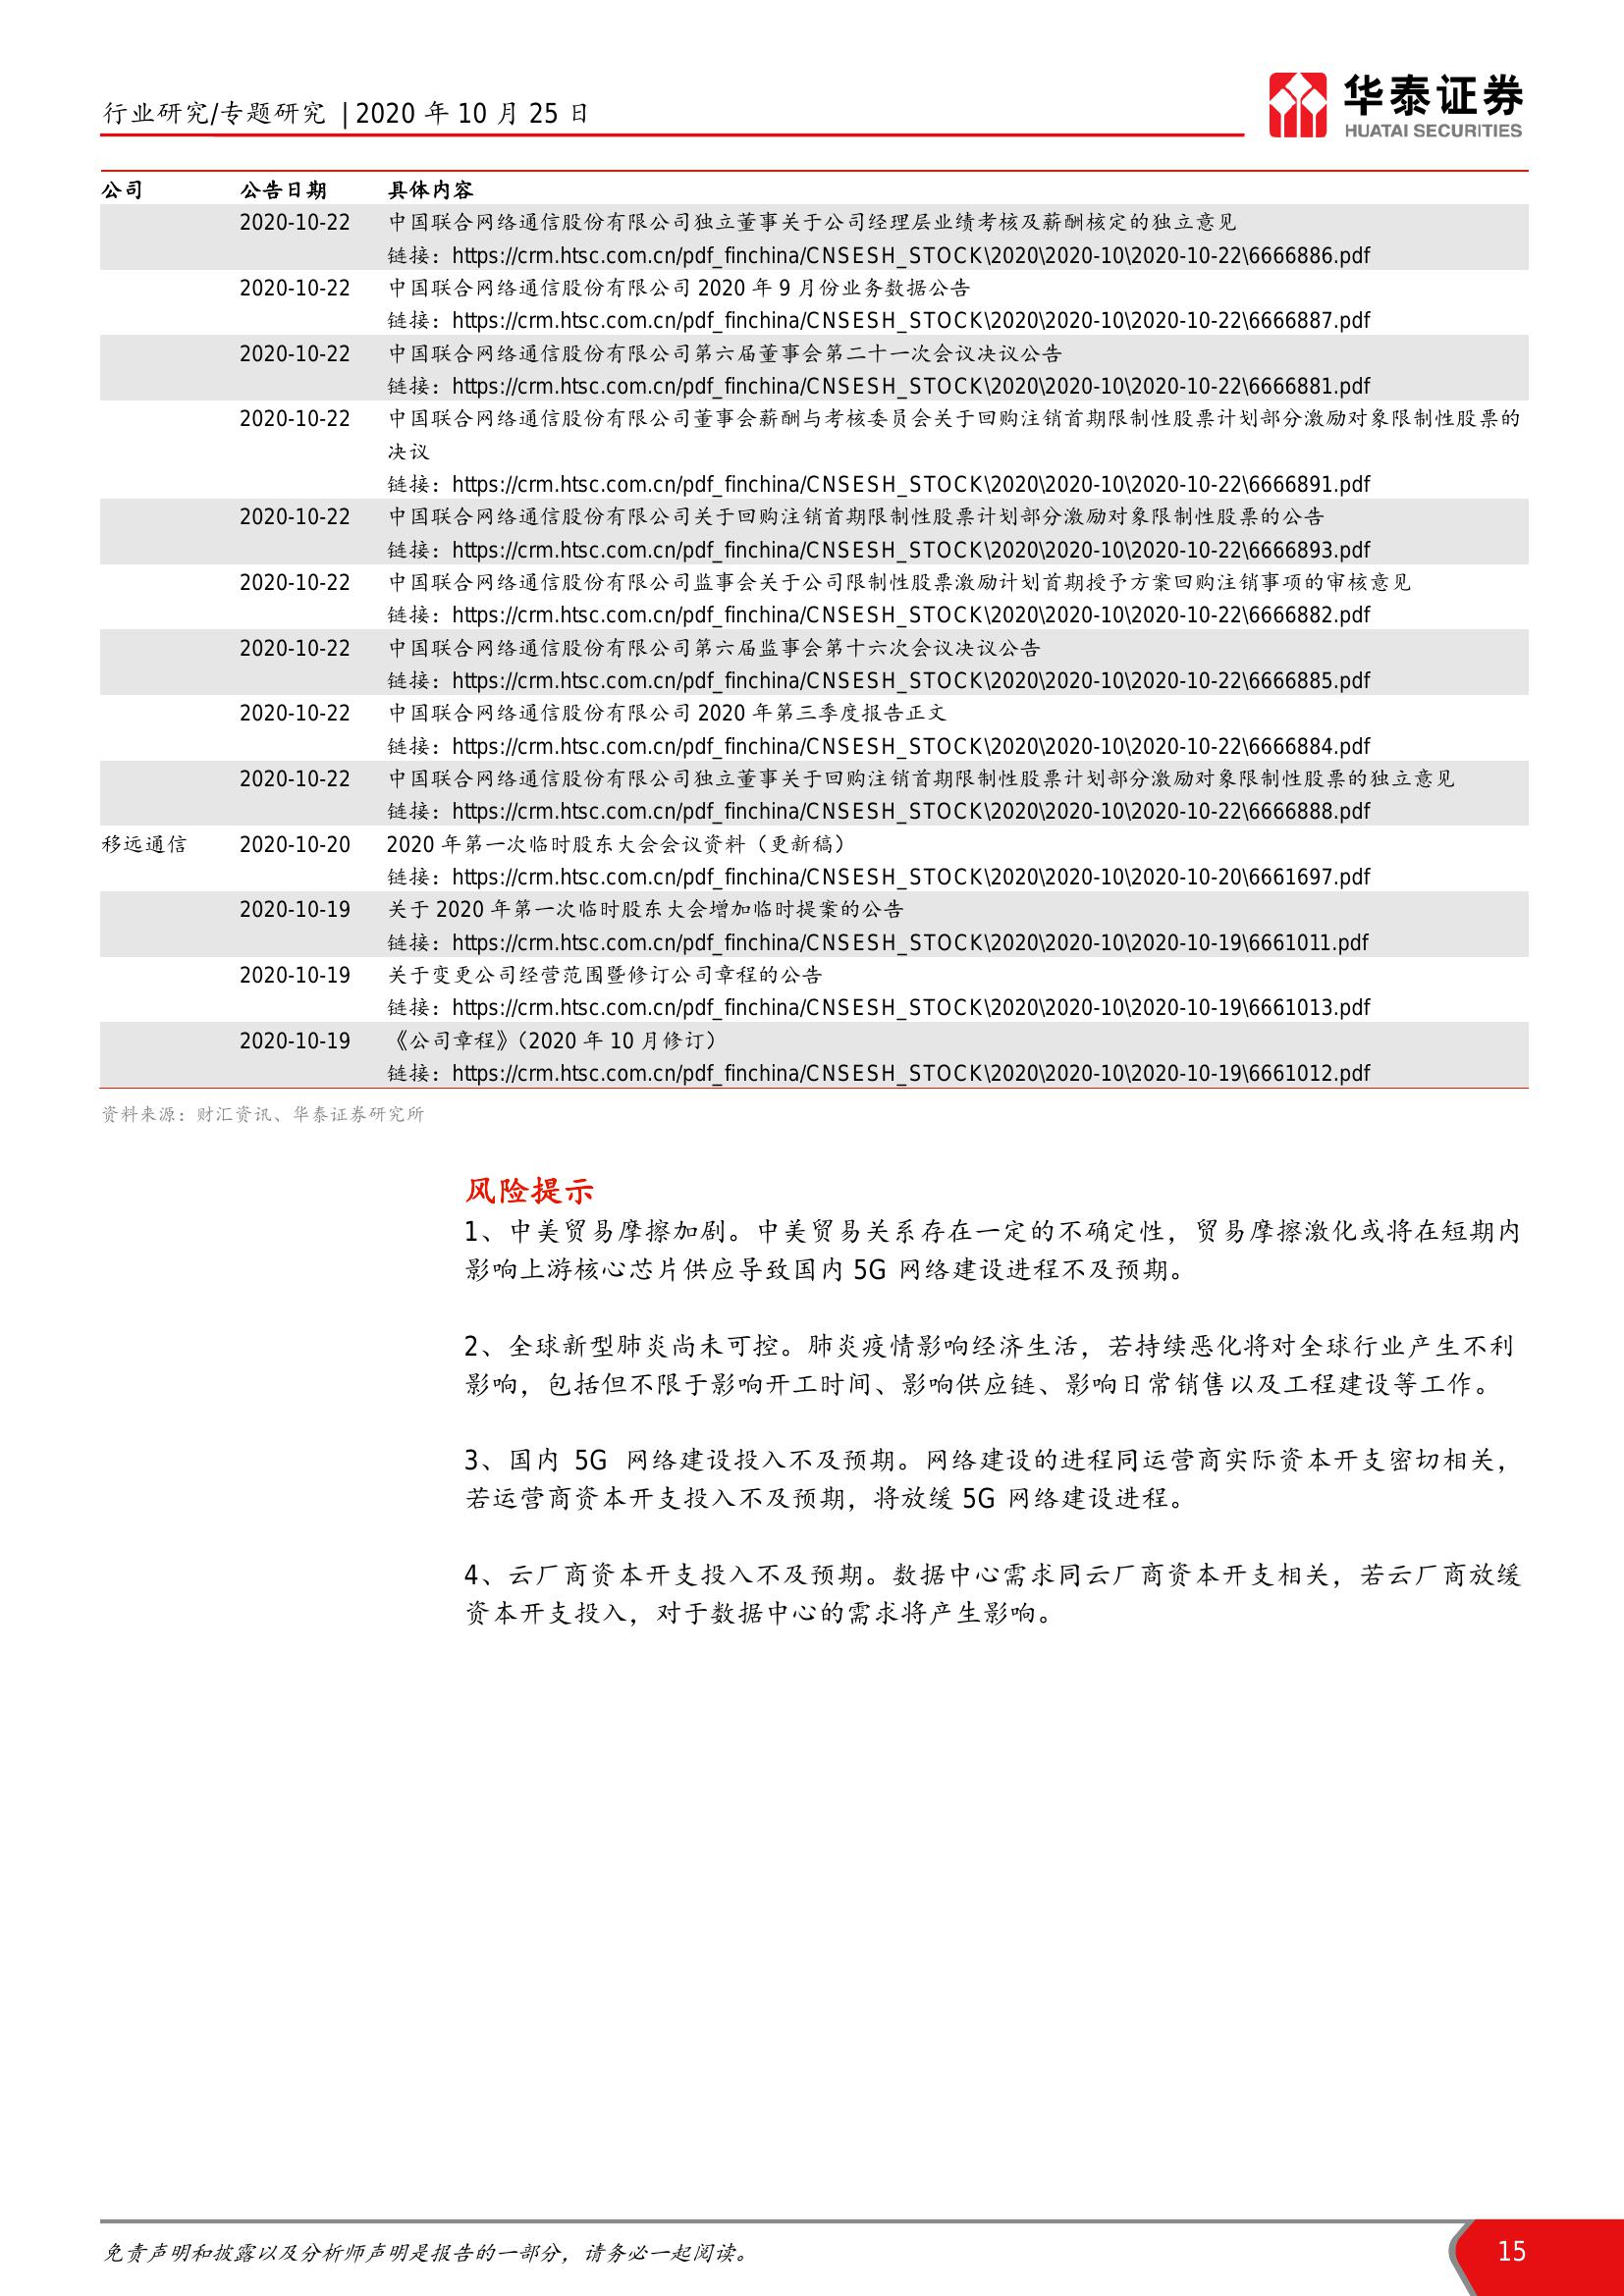 行业研究/专题研究 | 2020 年 10 月 25 日
华泰证券
HUATAI SECURITIES
公司 公告日期 具体内容
2020-10-22 中国联合网络通信股份有限公司独立董事关于公司经理层业绩考核及薪酬核定的独立意见
链接：https://crm.htsc.com.cn/pdf_finchina/CNSESH_STOCK\2020\2020-10\2020-10-22\6666886.pdf
2020-10-22 中国联合网络通信股份有限公司 2020 年 9 月份业务数据公告
链接：https://crm.htsc.com.cn/pdf_finchina/CNSESH_STOCK\2020\2020-10\2020-10-22\6666887.pdf
2020-10-22 中国联合网络通信股份有限公司第六届董事会第二十一次会议决议公告
链接：https://crm.htsc.com.cn/pdf_finchina/CNSESH_STOCK\2020\2020-10\2020-10-22\6666881.pdf
2020-10-22 中国联合网络通信股份有限公司董事会薪酬与考核委员会关于回购注销首期限制性股票计划部分激励对象限制性股票的
决议
链接：https://crm.htsc.com.cn/pdf_finchina/CNSESH_STOCK\2020\2020-10\2020-10-22\6666891.pdf
2020-10-22 中国联合网络通信股份有限公司关于回购注销首期限制性股票计划部分激励对象限制性股票的公告
链接：https://crm.htsc.com.cn/pdf_finchina/CNSESH_STOCK\2020\2020-10\2020-10-22\6666893.pdf
2020-10-22 中国联合网络通信股份有限公司监事会关于公司限制性股票激励计划首期授予方案回购注销事项的审核意见
链接：https://crm.htsc.com.cn/pdf_finchina/CNSESH_STOCK\2020\2020-10\2020-10-22\6666882.pdf
2020-10-22 中国联合网络通信股份有限公司第六届监事会第十六次会议决议公告
链接：https://crm.htsc.com.cn/pdf_finchina/CNSESH_STOCK\2020\2020-10\2020-10-22\6666885.pdf
2020-10-22 中国联合网络通信股份有限公司 2020 年第三季度报告正文
链接：https://crm.htsc.com.cn/pdf_finchina/CNSESH_STOCK\2020\2020-10\2020-10-22\6666884.pdf
2020-10-22 中国联合网络通信股份有限公司独立董事关于回购注销首期限制性股票计划部分激励对象限制性股票的独立意见
链接：https://crm.htsc.com.cn/pdf_finchina/CNSESH_STOCK\2020\2020-10\2020-10-22\6666888.pdf
移远通信 2020-10-20 2020 年第一次临时股东大会会议资料（更新稿）
链接：https://crm.htsc.com.cn/pdf_finchina/CNSESH_STOCK\2020\2020-10\2020-10-20\6661697.pdf
2020-10-19 关于 2020 年第一次临时股东大会增加临时提案的公告
链接：https://crm.htsc.com.cn/pdf_finchina/CNSESH_STOCK\2020\2020-10\2020-10-19\6661011.pdf
2020-10-19 关于变更公司经营范围暨修订公司章程的公告
链接：https://crm.htsc.com.cn/pdf_finchina/CNSESH_STOCK\2020\2020-10\2020-10-19\6661013.pdf
2020-10-19 《公司章程》（2020 年 10 月修订）
链接：https://crm.htsc.com.cn/pdf_finchina/CNSESH_STOCK\2020\2020-10\2020-10-19\6661012.pdf
资料来源：财汇资讯、华泰证券研究所
风险提示
1、中美贸易摩擦加剧。中美贸易关系存在一定的不确定性，贸易摩擦激化或将在短期内
影响上游核心芯片供应导致国内 5G 网络建设进程不及预期。
2、全球新型肺炎尚未可控。肺炎疫情影响经济生活，若持续恶化将对全球行业产生不利
影响，包括但不限于影响开工时间、影响供应链、影响日常销售以及工程建设等工作。
3、国内 5G 网络建设投入不及预期。网络建设的进程同运营商实际资本开支密切相关，
若运营商资本开支投入不及预期，将放缓 5G 网络建设进程。
4、云厂商资本开支投入不及预期。数据中心需求同云厂商资本开支相关，若云厂商放缓
资本开支投入，对于数据中心的需求将产生影响。
免责声明和披露以及分析师声明是报告的一部分，请务必一起阅读。
15